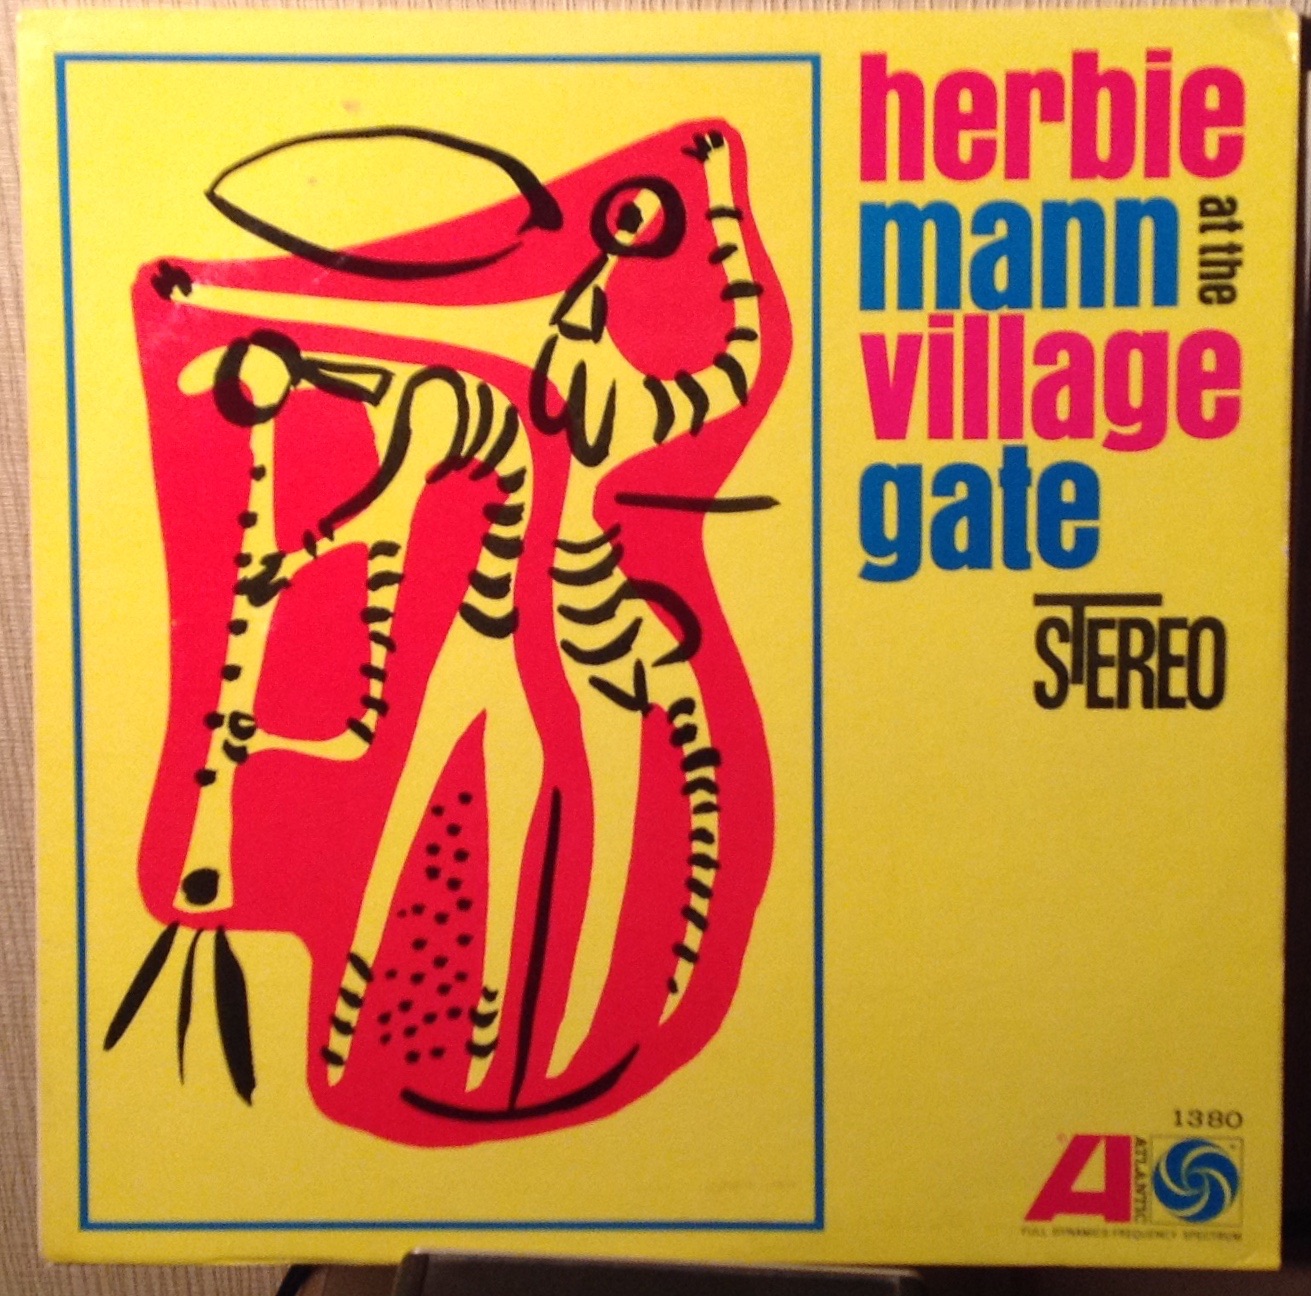 herbie
mann
at the
village
gate
STEREO
1380
ATLANTIC
FULL DYNAMICS-FREQUENCY SPECTRUM